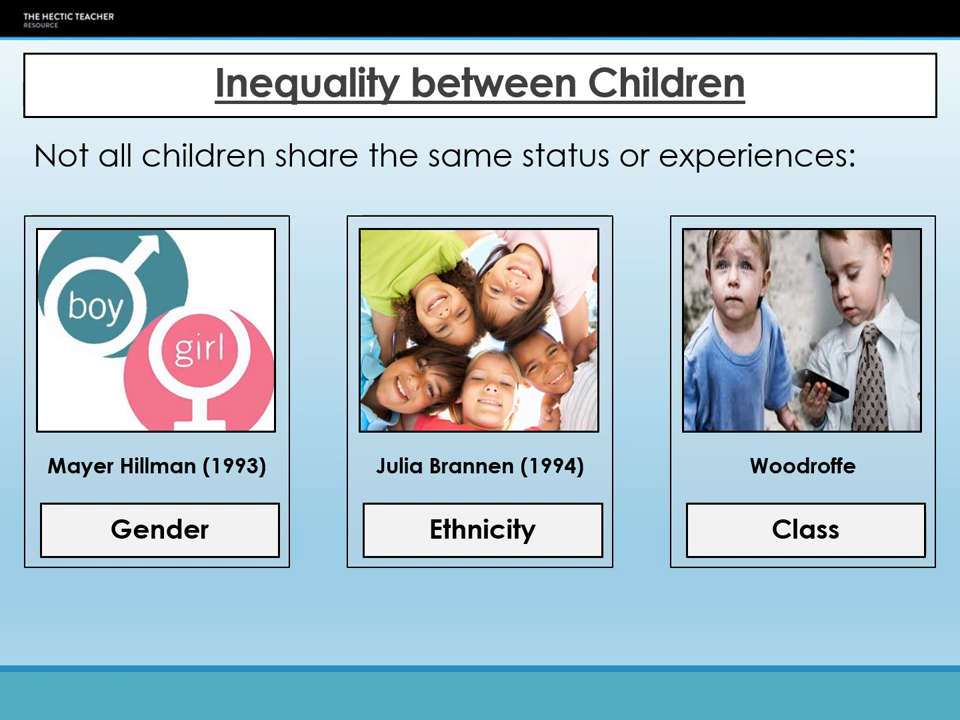 THE HECTIC TEACHER
RESOURCE
Inequality between Children
Not all children share the same status or experiences:
boy
girl
Mayer Hillman (1993)
Gender
Julia Brannen (1994)
Ethnicity
Woodroffe
Class